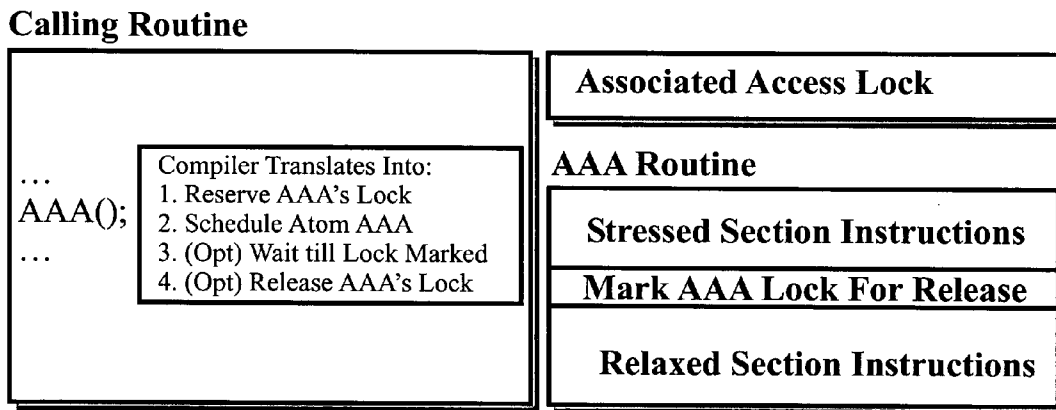 Calling Routine
...
AAA();
...
Compiler Translates Into:
1. Reserve AAA's Lock
2. Schedule Atom AAA
3. (Opt) Wait till Lock Marked
4. (Opt) Release AAA's Lock
Associated Access Lock
AAA Routine
Stressed Section Instructions
Mark AAA Lock For Release
Relaxed Section Instructions